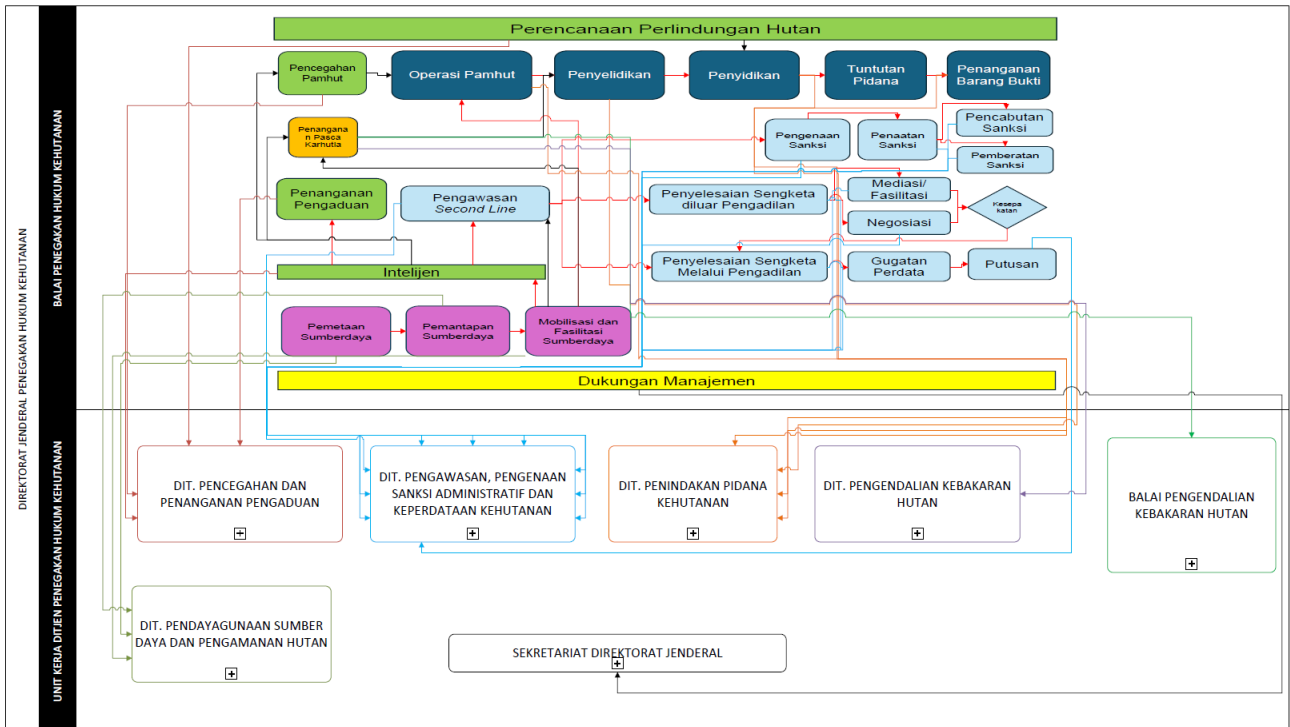 DIREKTORAT JENDERAL PENEGAKAN HUKUM KEHUTANAN
BALAI PENEGAKAN HUKUM KEHUTANAN
Perencanaan Perlindungan Hutan
Pencegahan
Pamhut
Operasi Pamhut
Penyelidikan
Penyidikan
Tuntutan
Pidana
Penanganan
Barang Bukti
Penangana
n Pasca
Karhutla
Pengenaan
Sanksi
Penaatan
Sanksi
Pencabutan
Sanksi
Pemberatan
Sanksi
Penanganan
Pengaduan
Pengawasan
Second Line
Penyelesaian Sengketa
diluar Pengadilan
Mediasi/
Fasilitasi
Negosiasi
Kesepa
katan
Intelijen
Penyelesaian Sengketa
Melalui Pengadilan
Gugatan
Perdata
Putusan
Pemetaan
Sumberdaya
Pemantapan
Sumberdaya
Mobilisasi dan
Fasilitasi
Sumberdaya
Dukungan Manajemen
UNIT KERJA DITJEN PENEGAKAN HUKUM KEHUTANAN
DIT. PENCEGAHAN DAN
PENANGANAN PENGADUAN
DIT. PENGAWASAN, PENGENAAN
SANKSI ADMINISTRATIF DAN
KEPERDATAAN KEHUTANAN
DIT. PENINDAKAN PIDANA
KEHUTANAN
DIT. PENGENDALIAN KEBAKARAN
HUTAN
BALAI PENGENDALIAN
KEBAKARAN HUTAN
DIT. PENDAYAGUNAAN SUMBER
DAYA DAN PENGAMANAN HUTAN
SEKRETARIAT DIREKTORAT JENDERAL